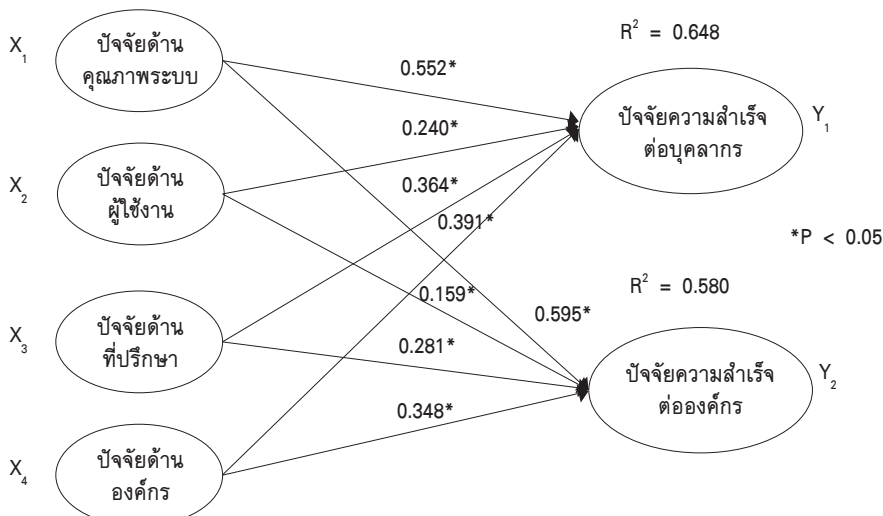 X₁
ปัจจัยด้าน
คุณภาพระบบ
R² = 0.648
0.552*
ปัจจัยความสำเร็จ
ต่อบุคลากร
Y₁
X₂
ปัจจัยด้าน
ผู้ใช้งาน
0.240*
0.364*
0.391*
*P < 0.05
R² = 0.580
0.159*
0.595*
X₃
ปัจจัยด้าน
ที่ปรึกษา
0.281*
ปัจจัยความสำเร็จ
ต่อองค์กร
Y₂
0.348*
X₄
ปัจจัยด้าน
องค์กร